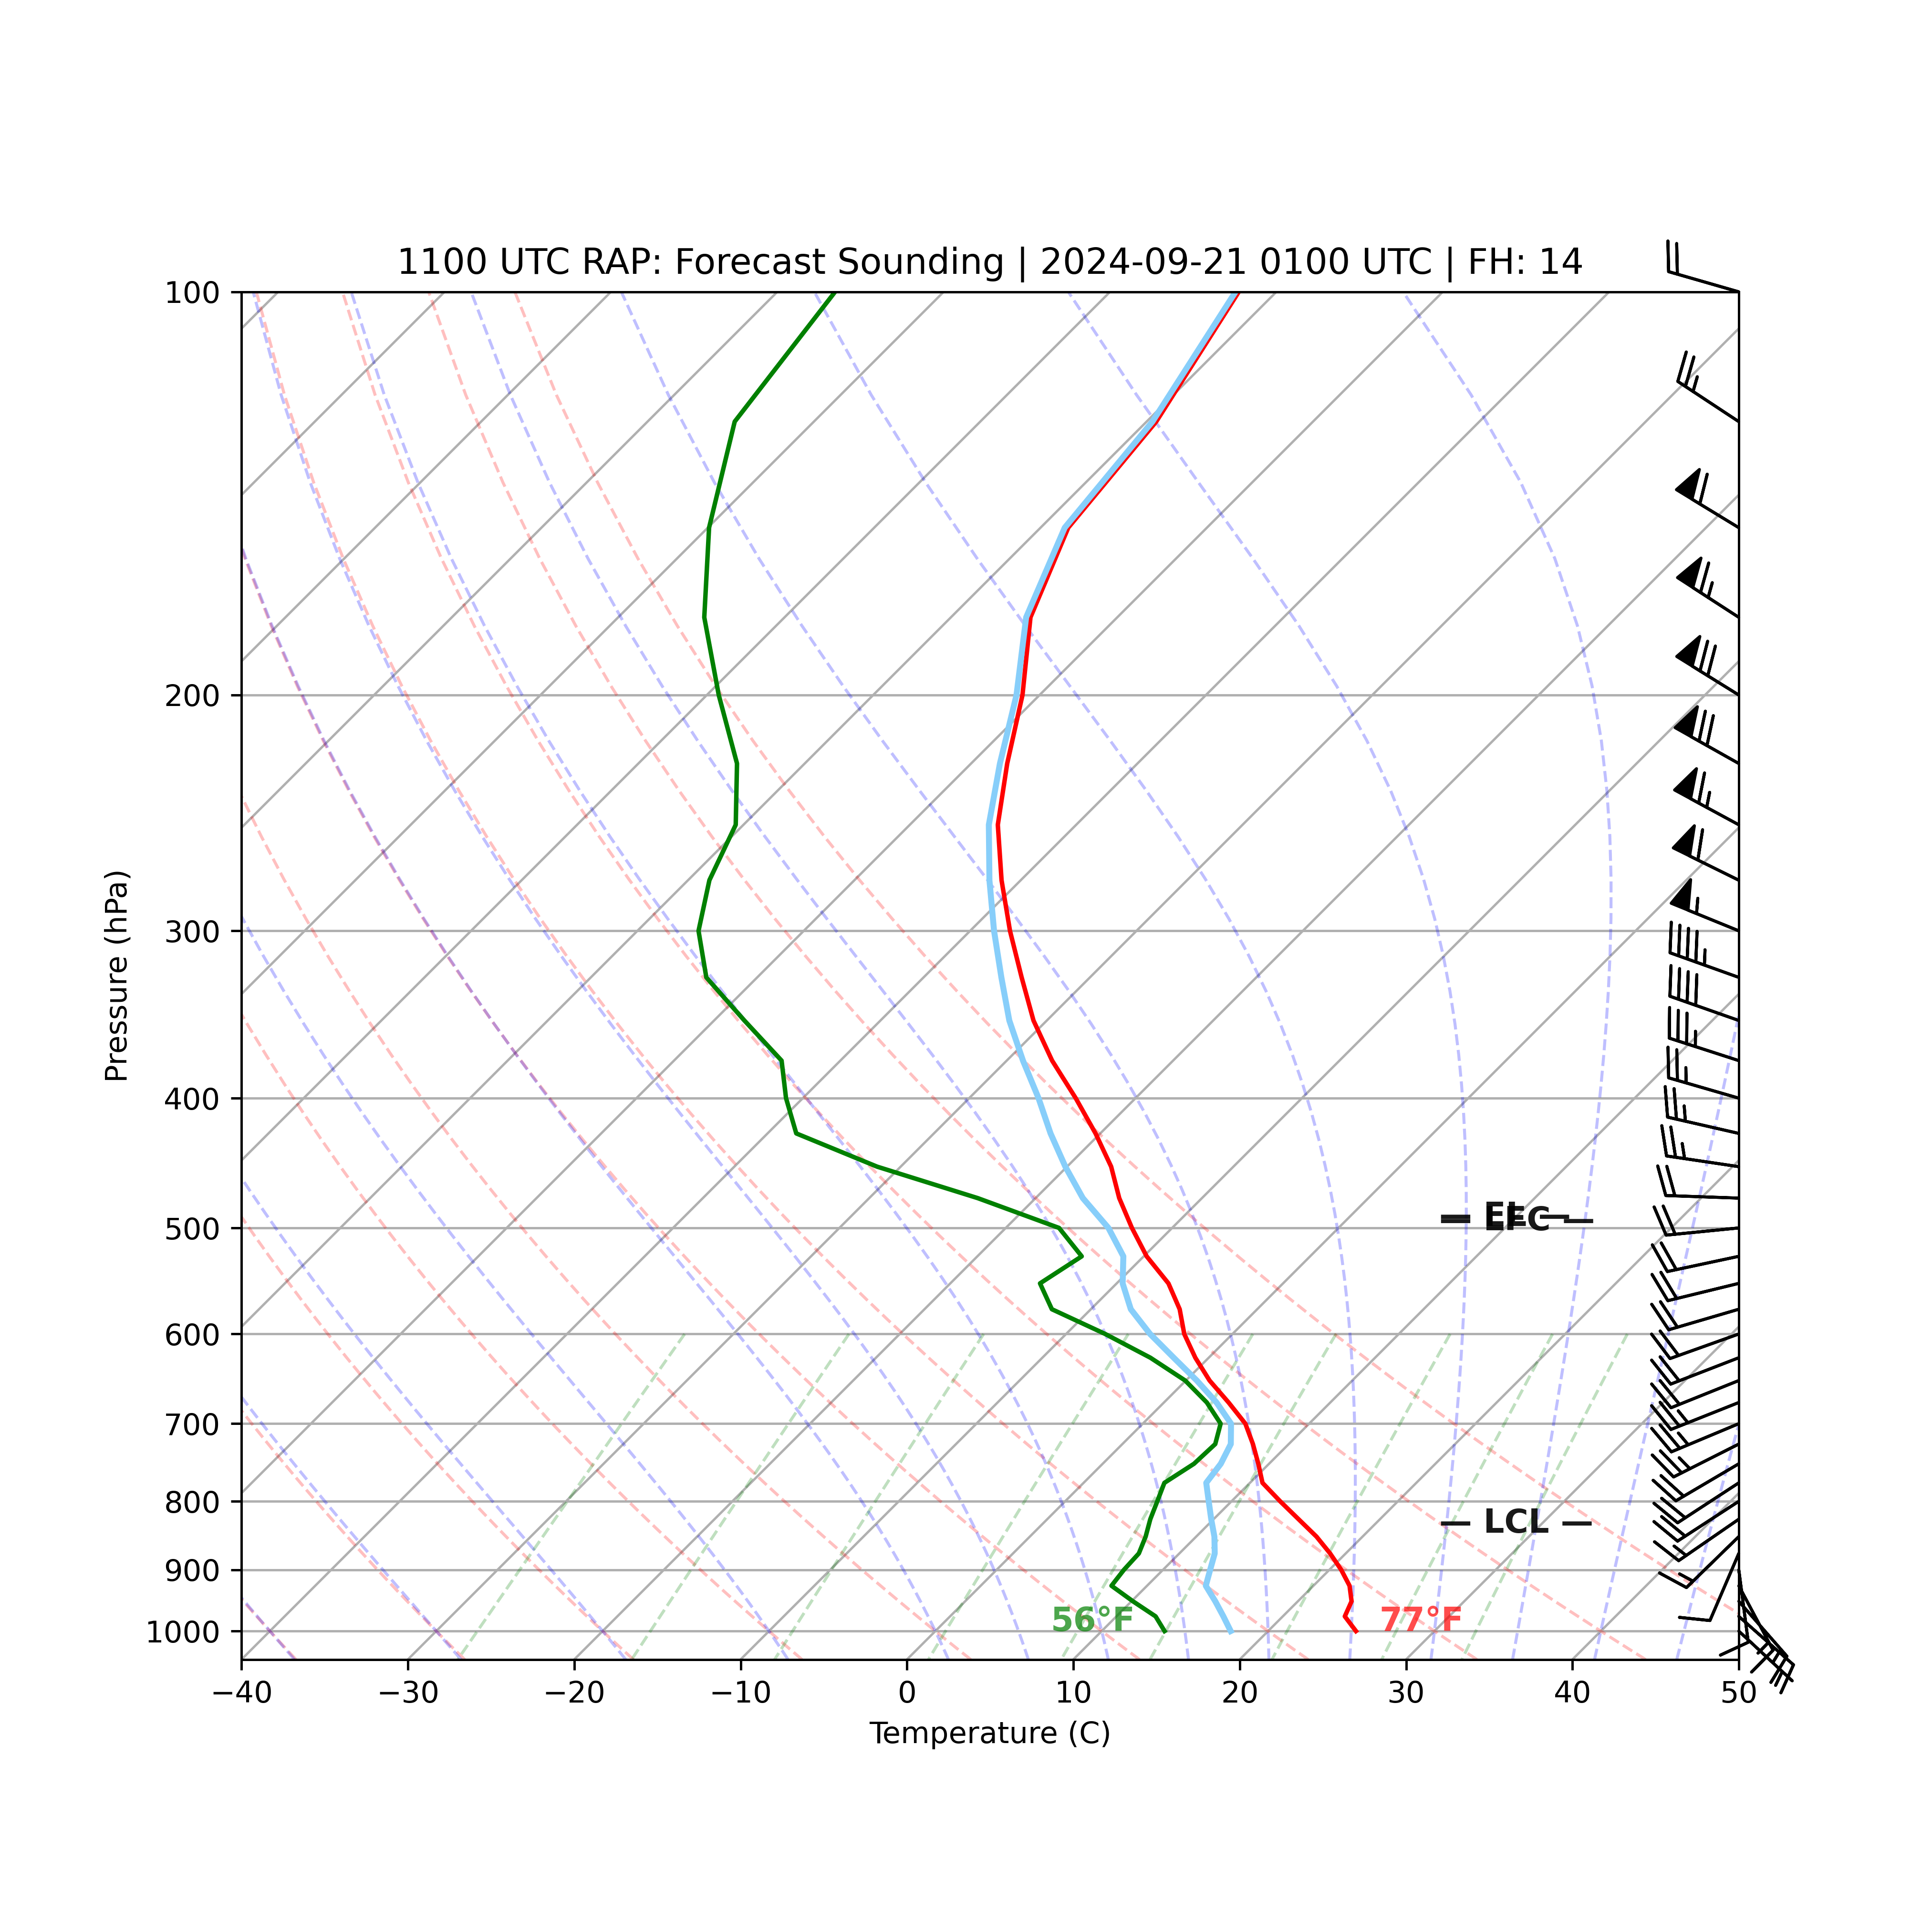 1100 UTC RAP: Forecast Sounding | 2024-09-21 0100 UTC | FH: 14
100
200
300
400
500
600
700
800
900
1000
Pressure (hPa)
— LCL —
56°F
77°F
−40 −30 −20 −10 0 10 20 30 40 50
Temperature (C)